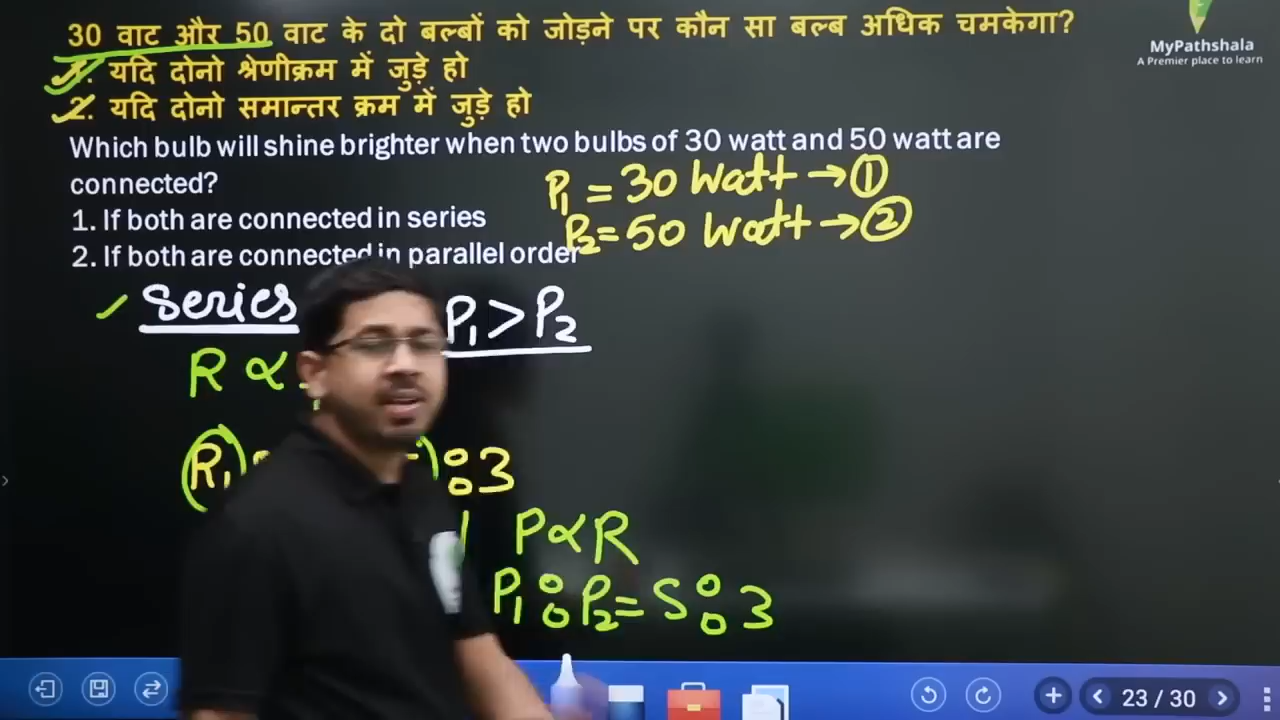 30 वाट और 50 वाट के दो बल्बों को जोड़ने पर कौन सा बल्ब अधिक चमकेगा?
1. यदि दोनो श्रेणीक्रम में जुड़े हो
2. यदि दोनो समान्तर क्रम में जुड़े हो
MyPathshala
A Premier place to learn
Which bulb will shine brighter when two bulbs of 30 watt and 50 watt are
connected?
1. If both are connected in series
2. If both are connected in parallel order
P₁ = 30 Watt → ①
P₂ = 50 Watt → ②
Series
P₁ > P₂
R ∝
R₁ : 3
P ∝ R
P₁ : P₂ = 5 : 3
23 / 30